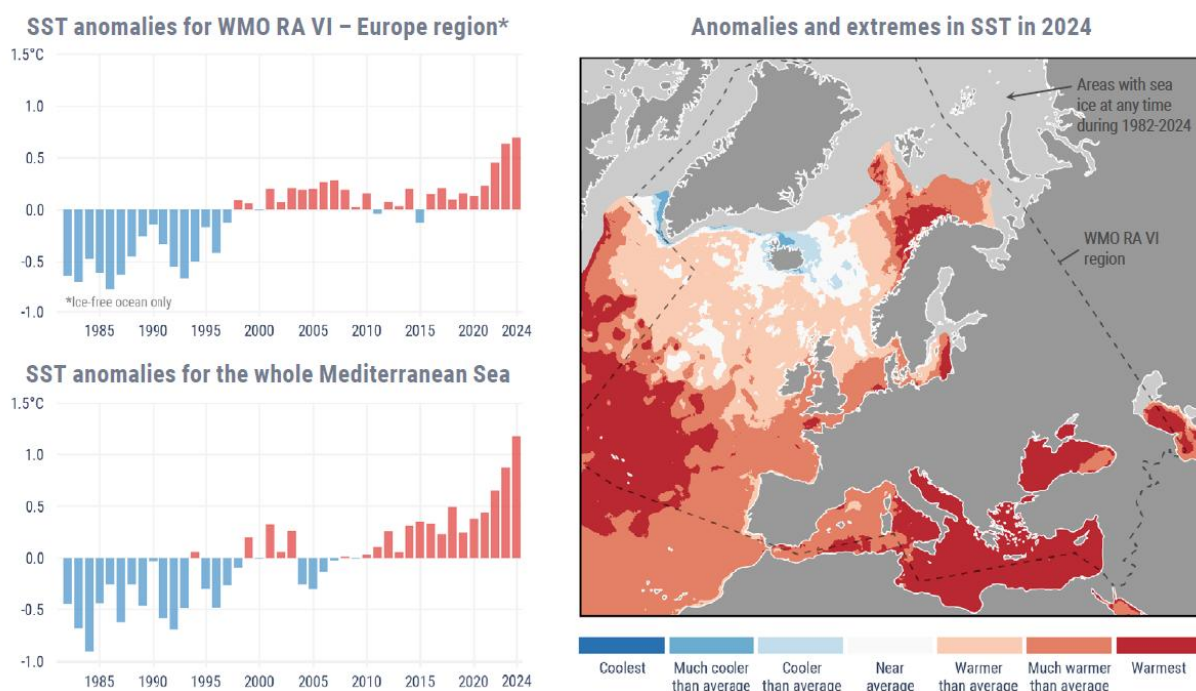 SST anomalies for WMO RA VI – Europe region*
1.5°C
1.0
0.5
0.0
-0.5
-1.0
*Ice-free ocean only
1985 1990 1995 2000 2005 2010 2015 2020 2024
SST anomalies for the whole Mediterranean Sea
1.5°C
1.0
0.5
0.0
-0.5
-1.0
1985 1990 1995 2000 2005 2010 2015 2020 2024
Anomalies and extremes in SST in 2024
Areas with sea
ice at any time
during 1982-2024
WMO RA VI
region
Coolest
Much cooler
than average
Cooler
than average
Near
average
Warmer
than average
Much warmer
than average
Warmest